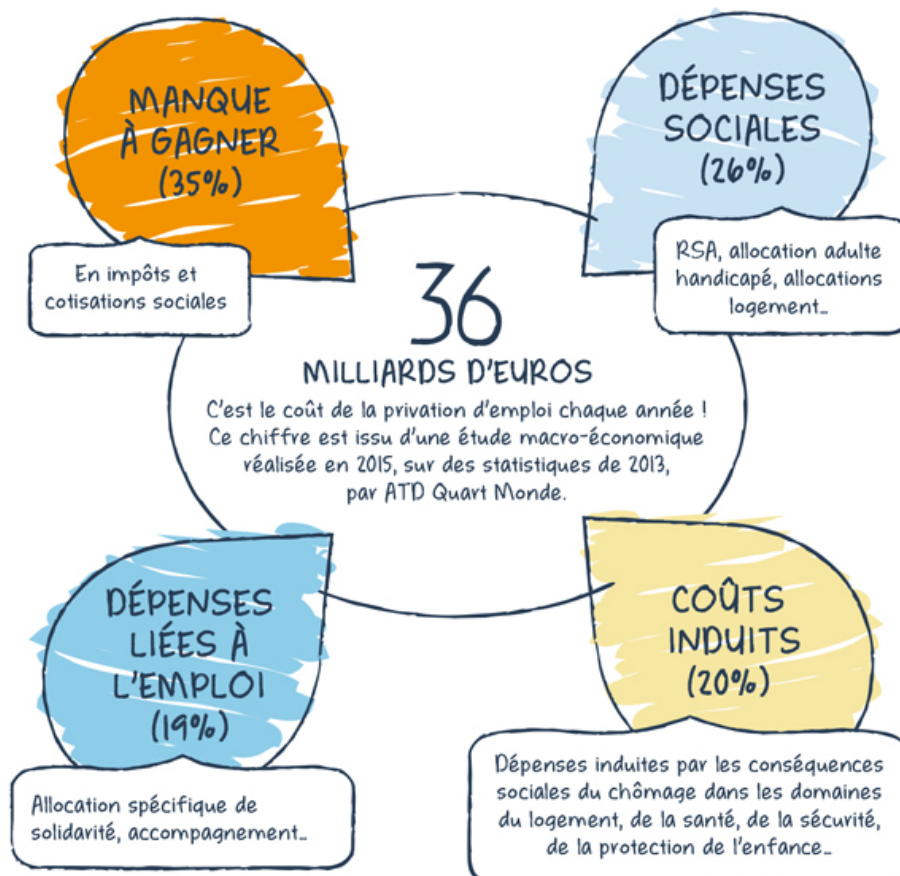 MANQUE
À GAGNER
(35%)
En impôts et
cotisations sociales
DÉPENSES
SOCIALES
(26%)
RSA, allocation adulte
handicapé, allocations
logement...
36
MILLIARDS D'EUROS
C'est le coût de la privation d'emploi chaque année !
Ce chiffre est issu d'une étude macro-économique
réalisée en 2015, sur des statistiques de 2013,
par ATD Quart Monde.
DÉPENSES
LIÉES À
L'EMPLOI
(19%)
Allocation spécifique de
solidarité, accompagnement...
COÛTS
INDUITS
(20%)
Dépenses induites par les conséquences
sociales du chômage dans les domaines
du logement, de la santé, de la sécurité,
de la protection de l'enfance...